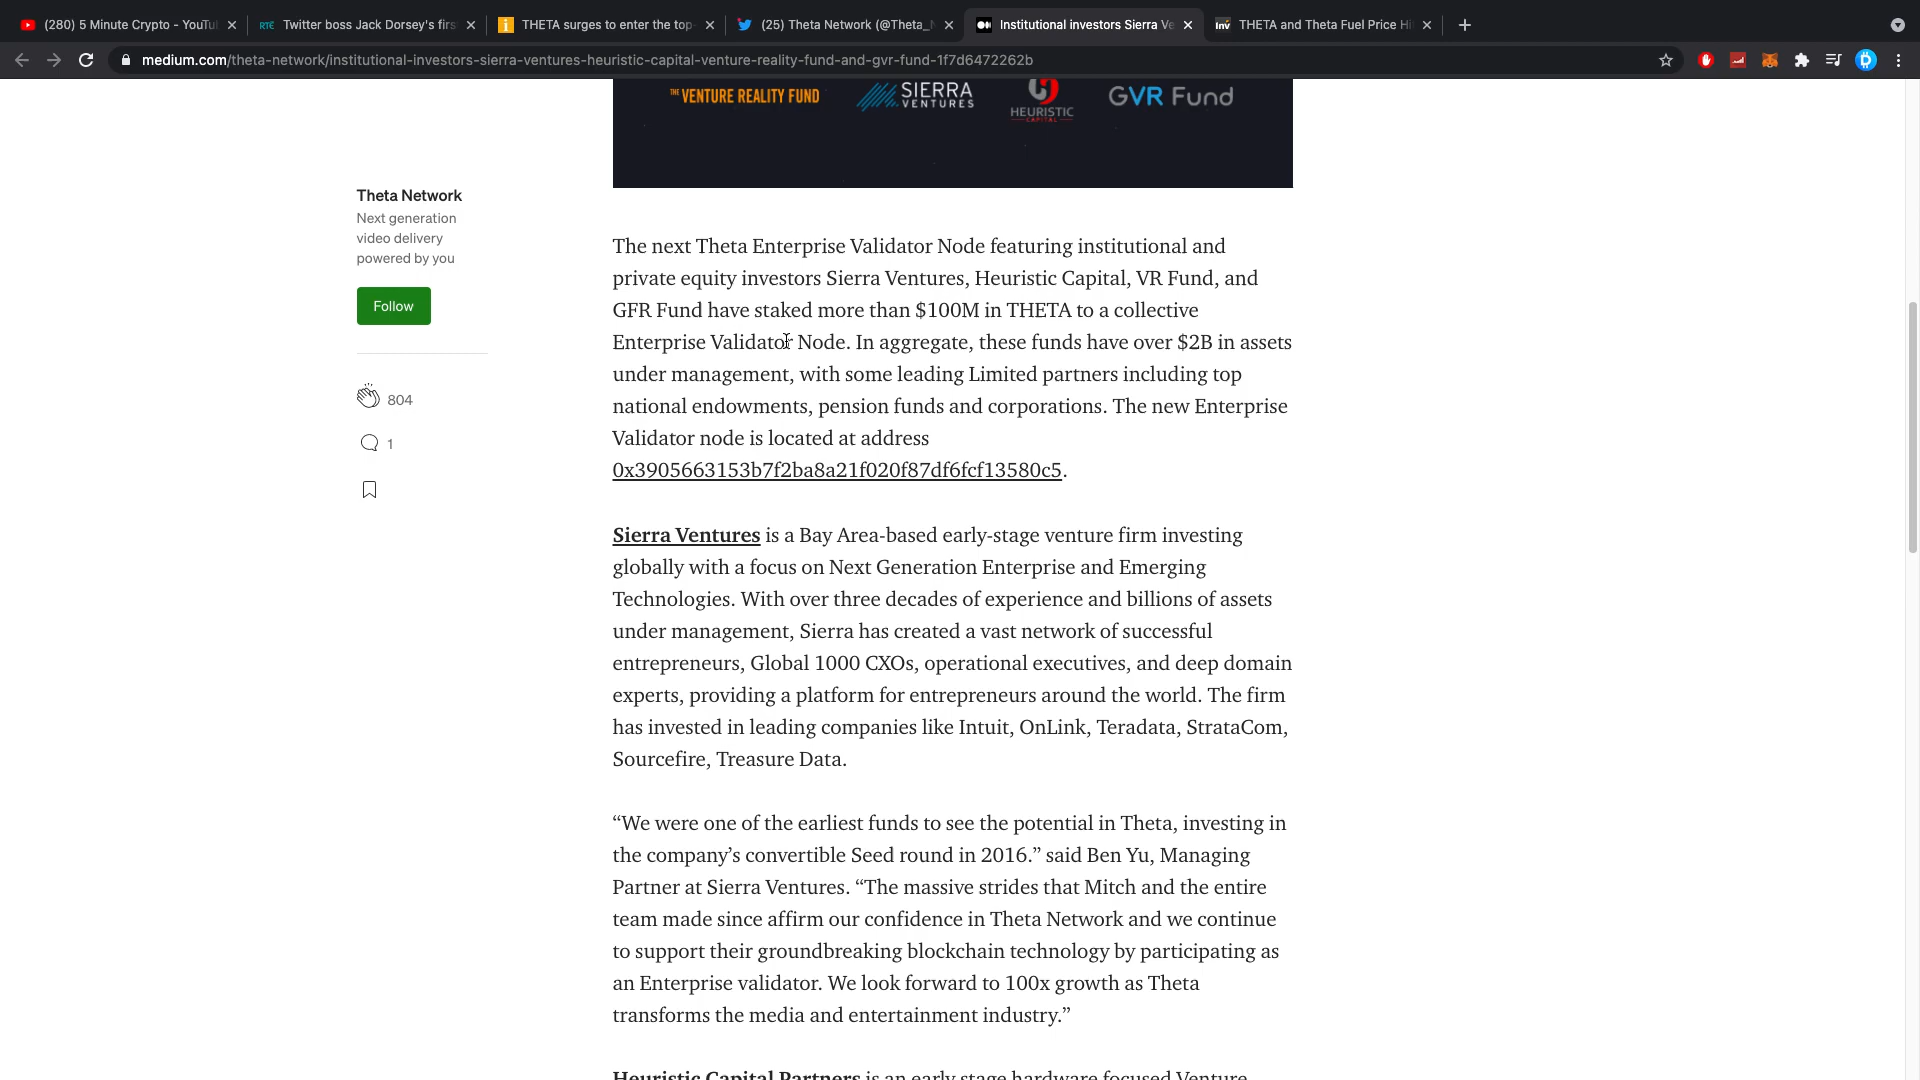 (280) 5 Minute Crypto - YouTu
RTÉ Twitter boss Jack Dorsey's firs
THETA surges to enter the top-
(25) Theta Network (@Theta_N
Institutional investors Sierra Ve
inv THETA and Theta Fuel Price Hi
medium.com/theta-network/institutional-investors-sierra-ventures-heuristic-capital-venture-reality-fund-and-gvr-fund-1f7d6472262b
THE VENTURE REALITY FUND
SIERRA VENTURES
HEURISTIC CAPITAL
GVR Fund
Theta Network
Next generation
video delivery
powered by you
Follow
804
1
The next Theta Enterprise Validator Node featuring institutional and
private equity investors Sierra Ventures, Heuristic Capital, VR Fund, and
GFR Fund have staked more than $100M in THETA to a collective
Enterprise Validator Node. In aggregate, these funds have over $2B in assets
under management, with some leading Limited partners including top
national endowments, pension funds and corporations. The new Enterprise
Validator node is located at address
0x3905663153b7f2ba8a21f020f87df6fcf13580c5.
Sierra Ventures is a Bay Area-based early-stage venture firm investing
globally with a focus on Next Generation Enterprise and Emerging
Technologies. With over three decades of experience and billions of assets
under management, Sierra has created a vast network of successful
entrepreneurs, Global 1000 CXOs, operational executives, and deep domain
experts, providing a platform for entrepreneurs around the world. The firm
has invested in leading companies like Intuit, OnLink, Teradata, StrataCom,
Sourcefire, Treasure Data.
“We were one of the earliest funds to see the potential in Theta, investing in
the company’s convertible Seed round in 2016.” said Ben Yu, Managing
Partner at Sierra Ventures. “The massive strides that Mitch and the entire
team made since affirm our confidence in Theta Network and we continue
to support their groundbreaking blockchain technology by participating as
an Enterprise validator. We look forward to 100x growth as Theta
transforms the media and entertainment industry.”
Heuristic Capital Partners is an early stage hardware focused Venture